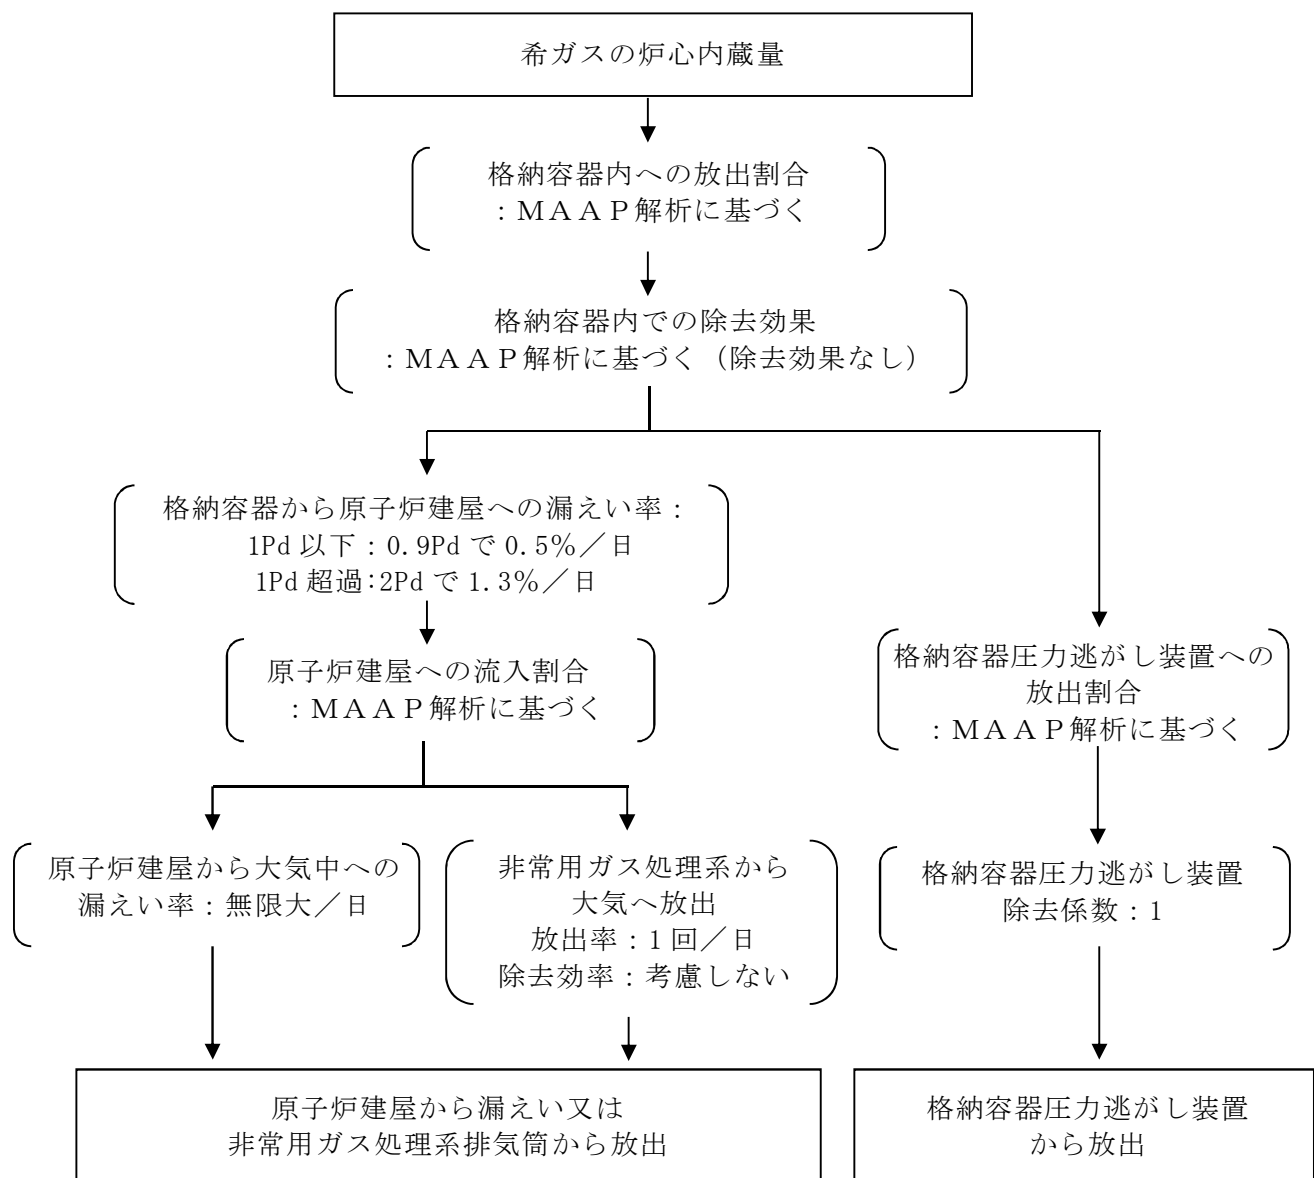 希ガスの炉心内蔵量
格納容器内への放出割合
：ＭＡＡＰ解析に基づく
格納容器内での除去効果
：ＭＡＡＰ解析に基づく（除去効果なし）
格納容器から原子炉建屋への漏えい率：
1Pd 以下：0.9Pd で 0.5％／日
1Pd 超過：2Pd で 1.3％／日
原子炉建屋への流入割合
：ＭＡＡＰ解析に基づく
格納容器圧力逃がし装置への
放出割合
：ＭＡＡＰ解析に基づく
原子炉建屋から大気中への
漏えい率：無限大／日
非常用ガス処理系から
大気へ放出
放出率：1 回／日
除去効率：考慮しない
格納容器圧力逃がし装置
除去係数：1
原子炉建屋から漏えい又は
非常用ガス処理系排気筒から放出
格納容器圧力逃がし装置
から放出